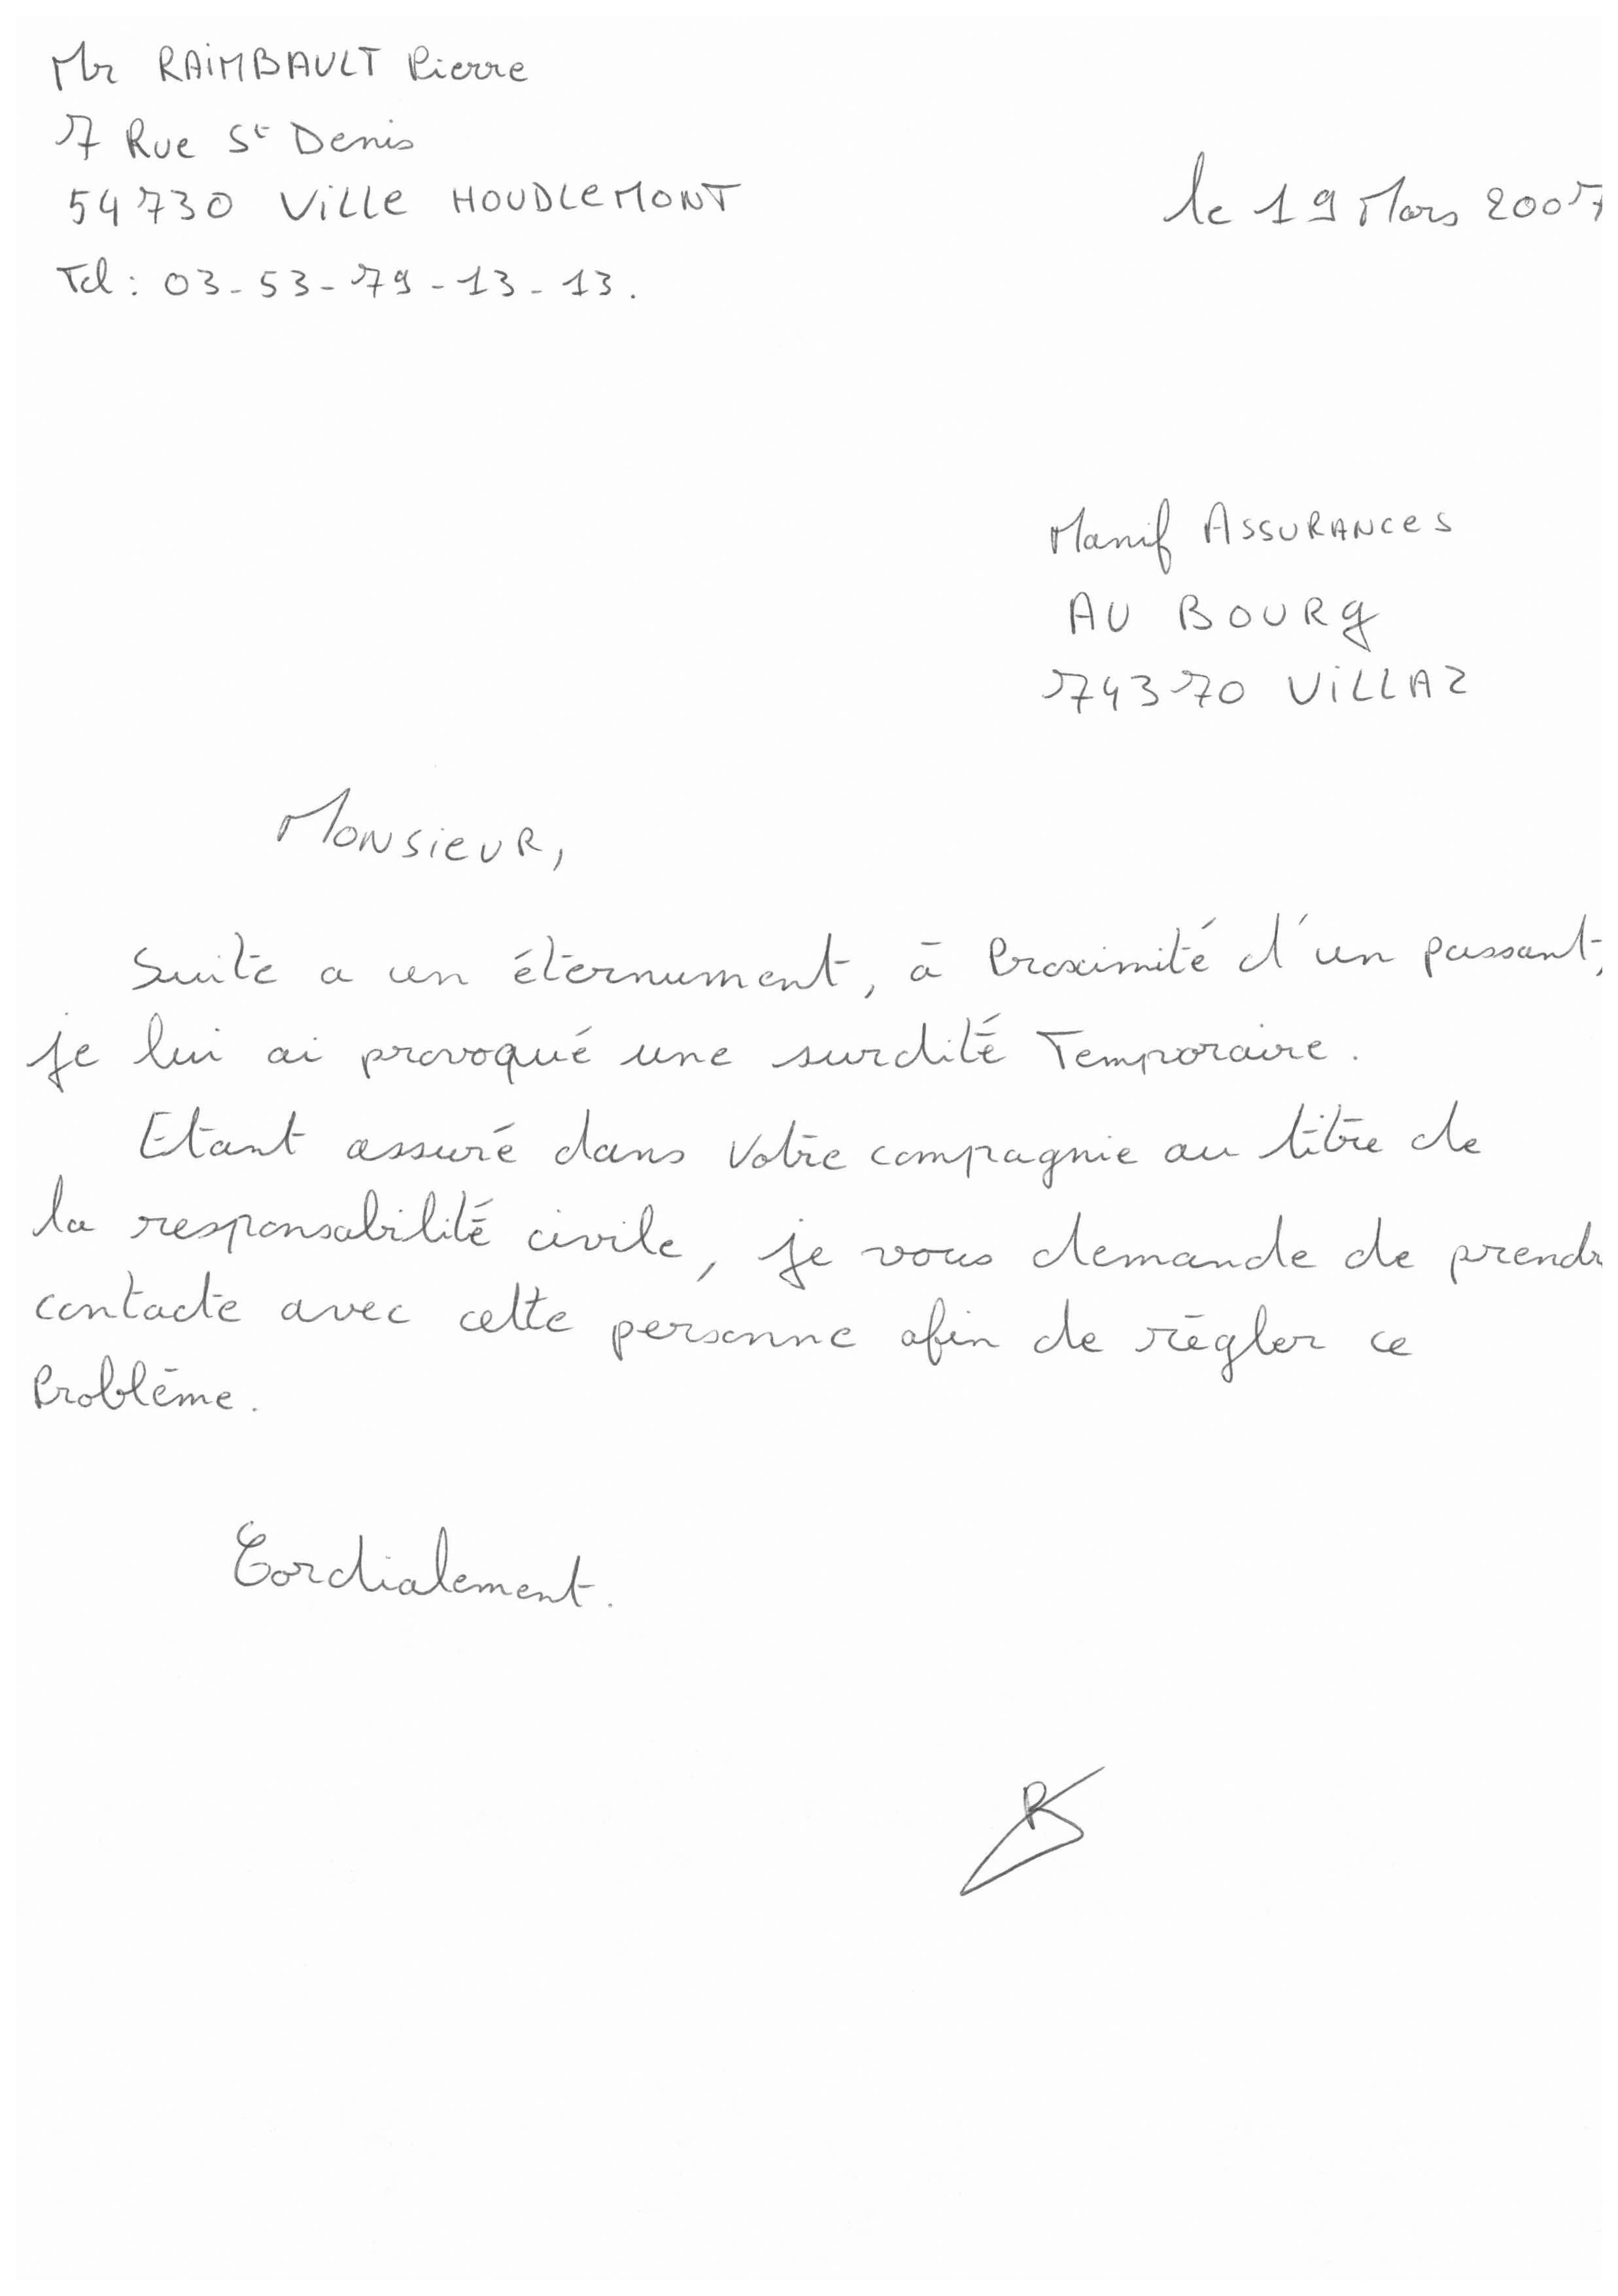 Mr RAIMBAULT Pierre
7 Rue St Denis
54730 Ville HOUDLEMONT
le 19 Mars 2007
Tel : 03-53-79-13-13.
Manif ASSURANCES
AU BOURG
74370 VILLAZ
Monsieur,
Suite a un éternument, à Proximité d'un passant,
je lui ai provoqué une surdité Temporaire.
Etant assuré dans votre compagnie au titre de
la responsabilité civile, je vous demande de prendr
contacte avec cette personne afin de règler ce
Problème.
Cordialement.